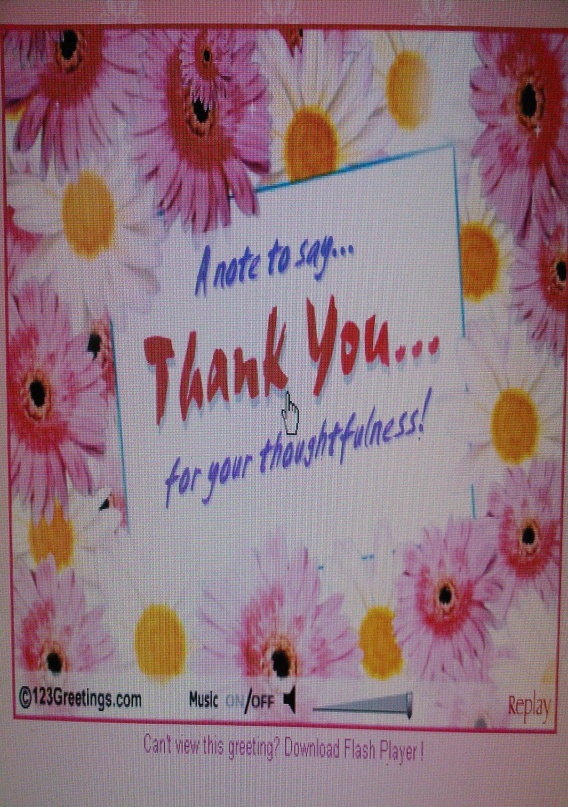 A note to say...
Thank You...
for your thoughtfulness!
©123Greetings.com Music ON/OFF Replay
Can't view this greeting? Download Flash Player!